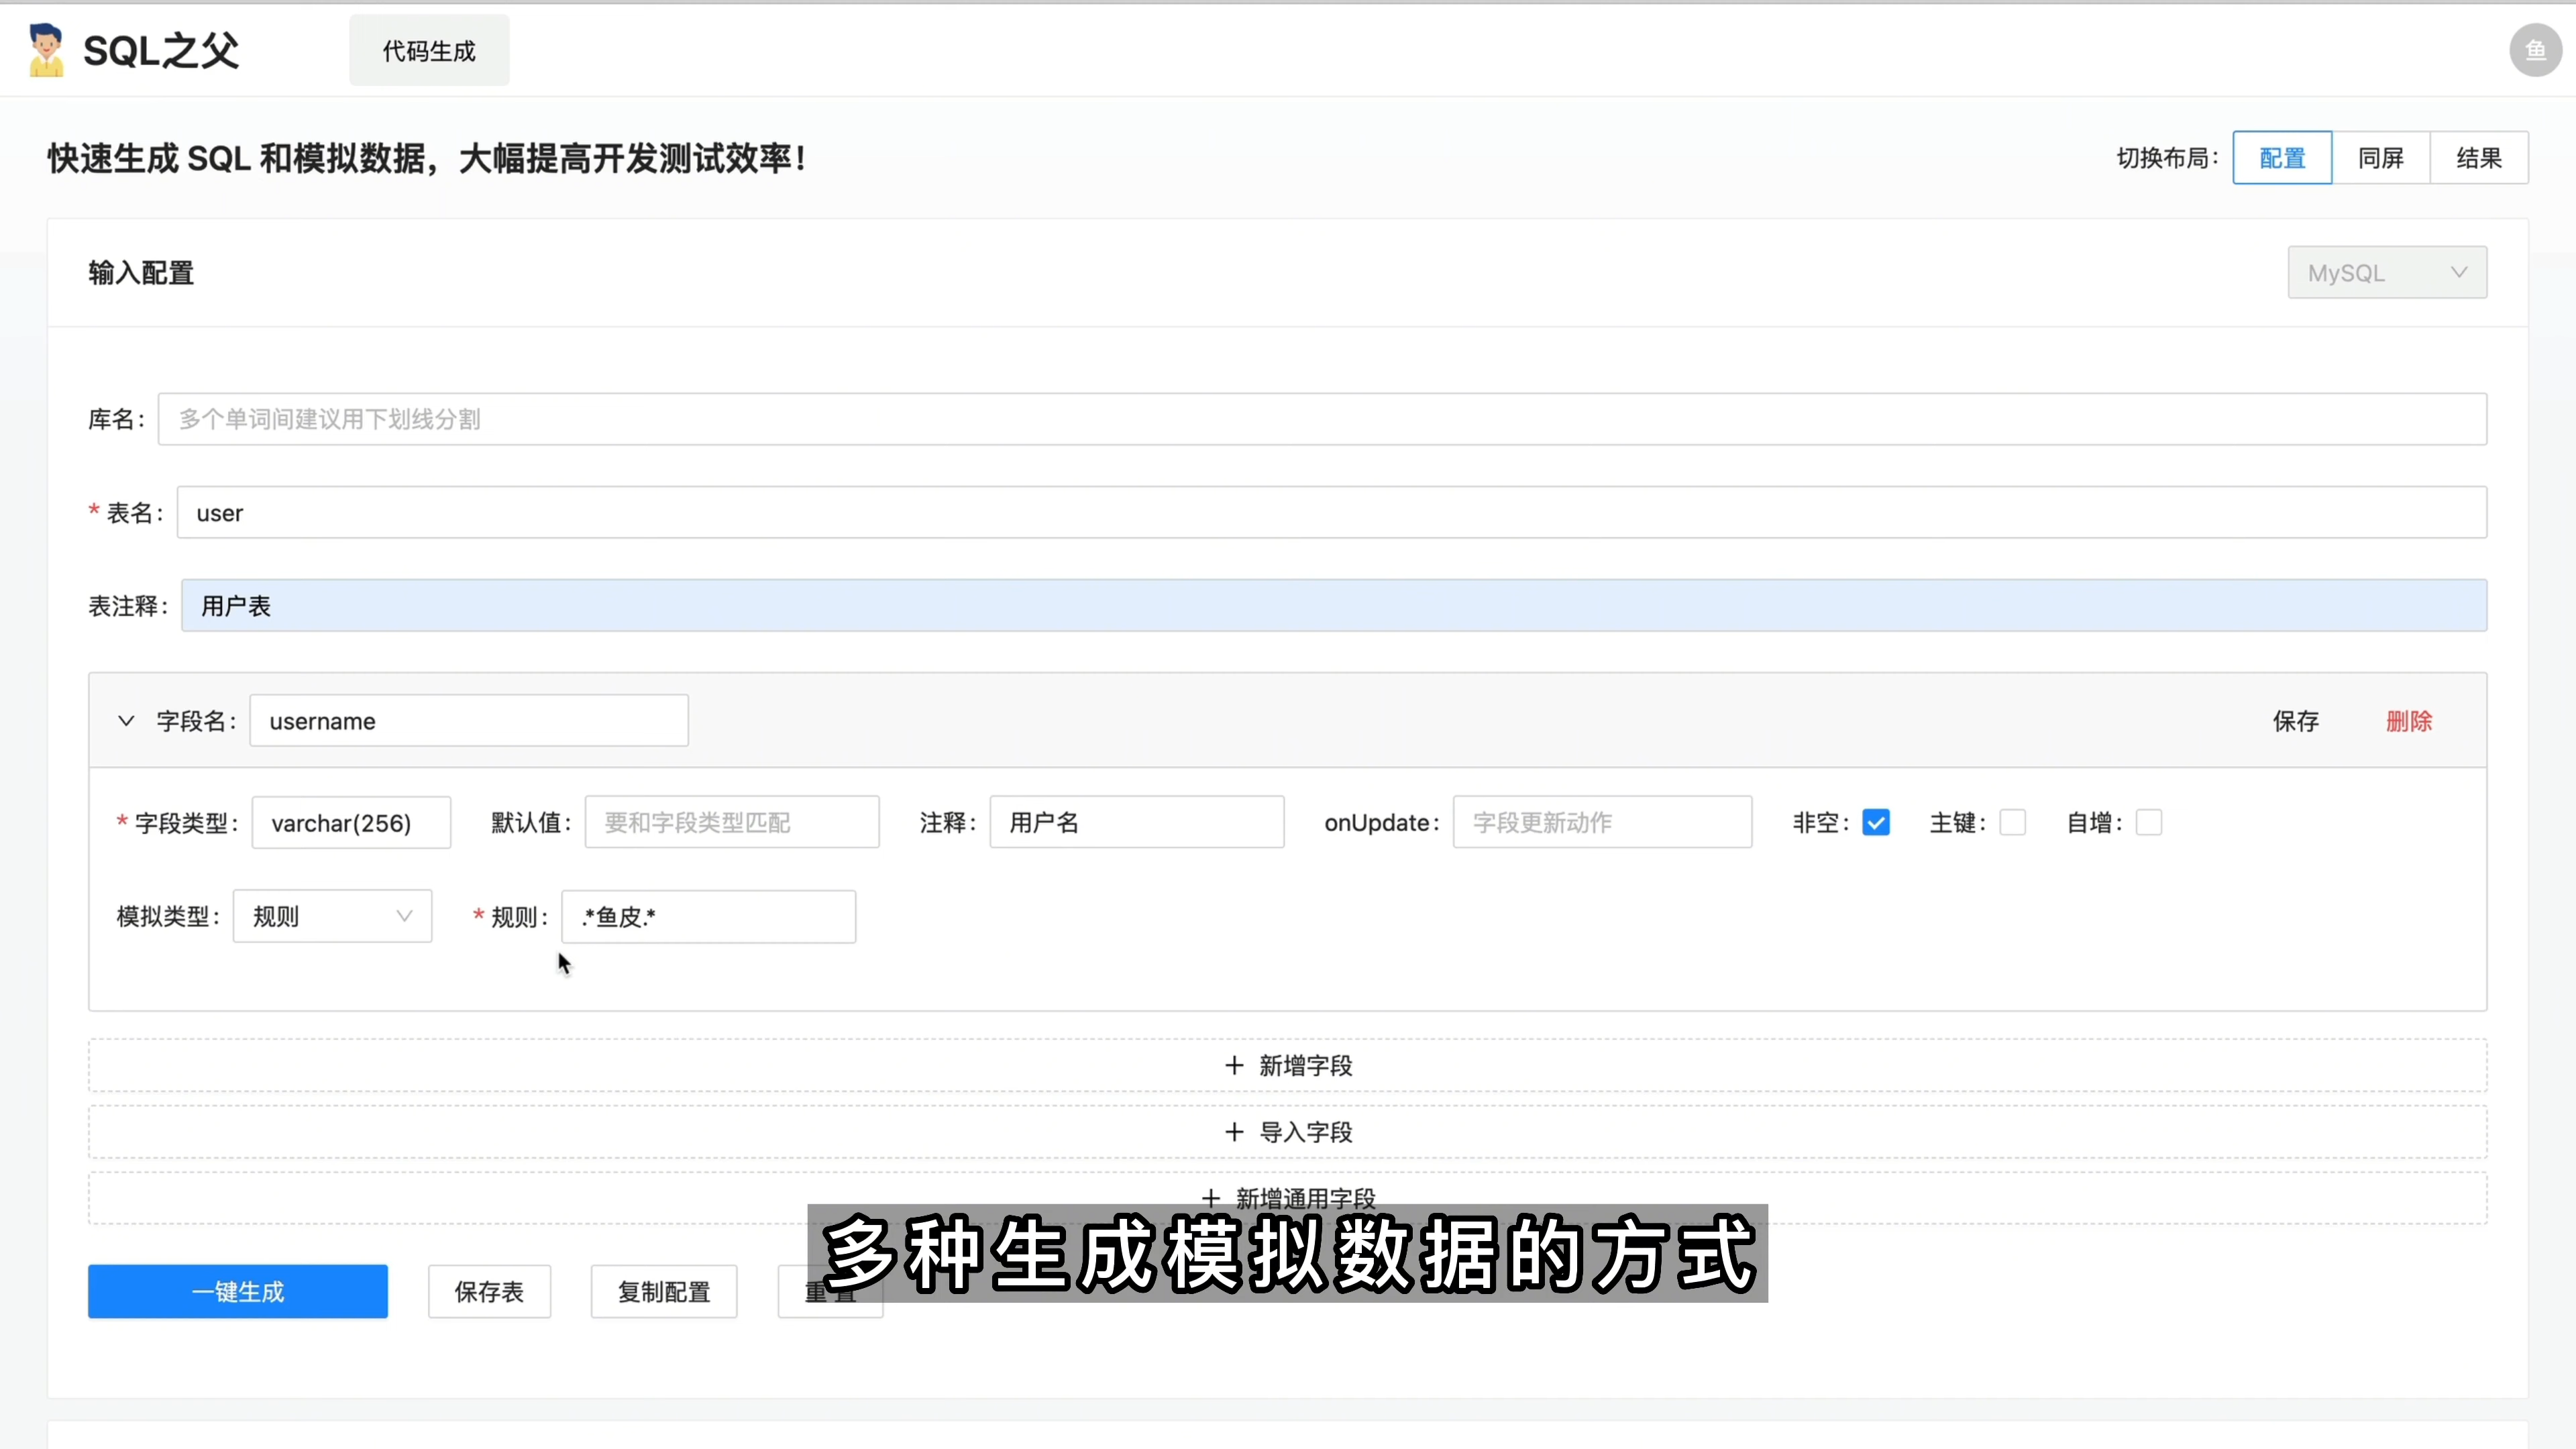 SQL之父
代码生成
鱼
快速生成 SQL 和模拟数据，大幅提高开发测试效率！
切换布局： 配置 同屏 结果
输入配置
MySQL
库名： 多个单词间建议用下划线分割
* 表名： user
表注释： 用户表
字段名： username 保存 删除
* 字段类型： varchar(256) 默认值： 要和字段类型匹配 注释： 用户名 onUpdate： 字段更新动作 非空： 主键： 自增：
模拟类型： 规则 * 规则： .*鱼皮.*
+ 新增字段
+ 导入字段
+ 新增通用字段
多种生成模拟数据的方式
一键生成 保存表 复制配置 重置